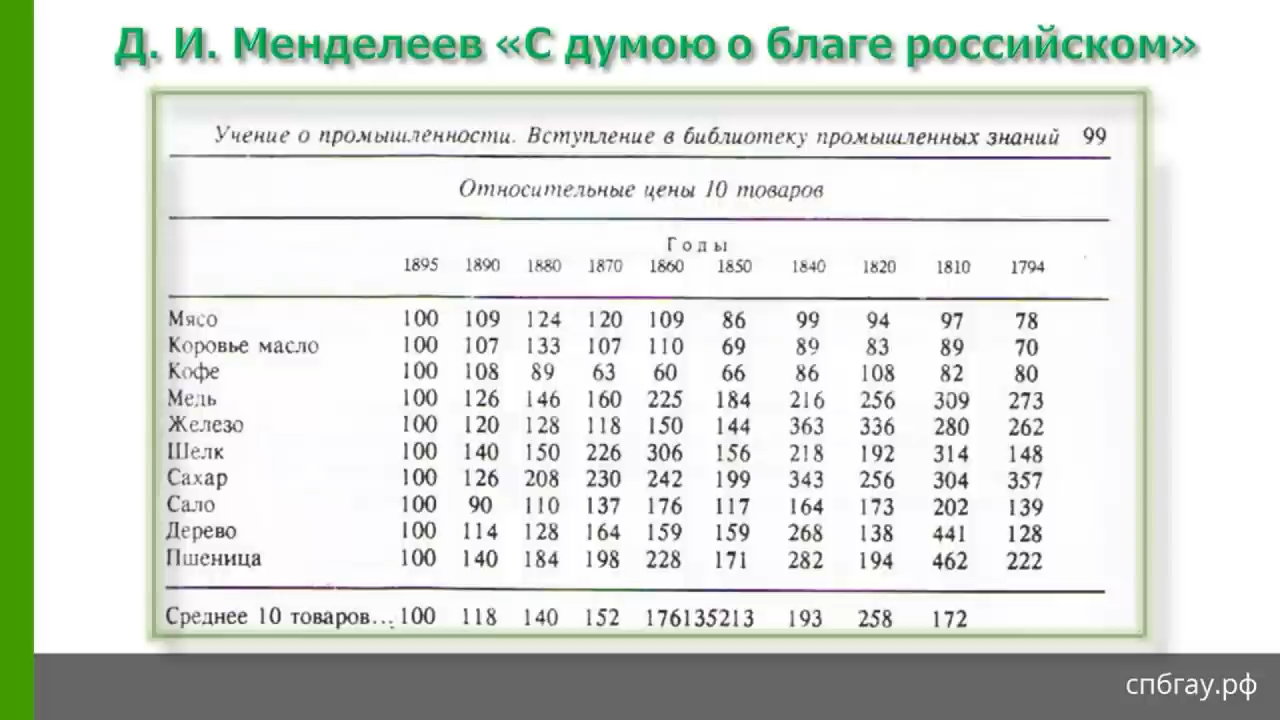 Д. И. Менделеев «С думою о благе российском»
Учение о промышленности. Вступление в библиотеку промышленных знаний 99
Относительные цены 10 товаров
Годы
1895 1890 1880 1870 1860 1850 1840 1820 1810 1794
Мясо 100 109 124 120 109 86 99 94 97 78
Коровье масло 100 107 133 107 110 69 89 83 89 70
Кофе 100 108 89 63 60 66 86 108 82 80
Медь 100 126 146 160 225 184 216 256 309 273
Железо 100 120 128 118 150 144 363 336 280 262
Шелк 100 140 150 226 306 156 218 192 314 148
Сахар 100 126 208 230 242 199 343 256 304 357
Сало 100 90 110 137 176 117 164 173 202 139
Дерево 100 114 128 164 159 159 268 138 441 128
Пшеница 100 140 184 198 228 171 282 194 462 222
Среднее 10 товаров... 100 118 140 152 176135213 193 258 172
спбгау.рф